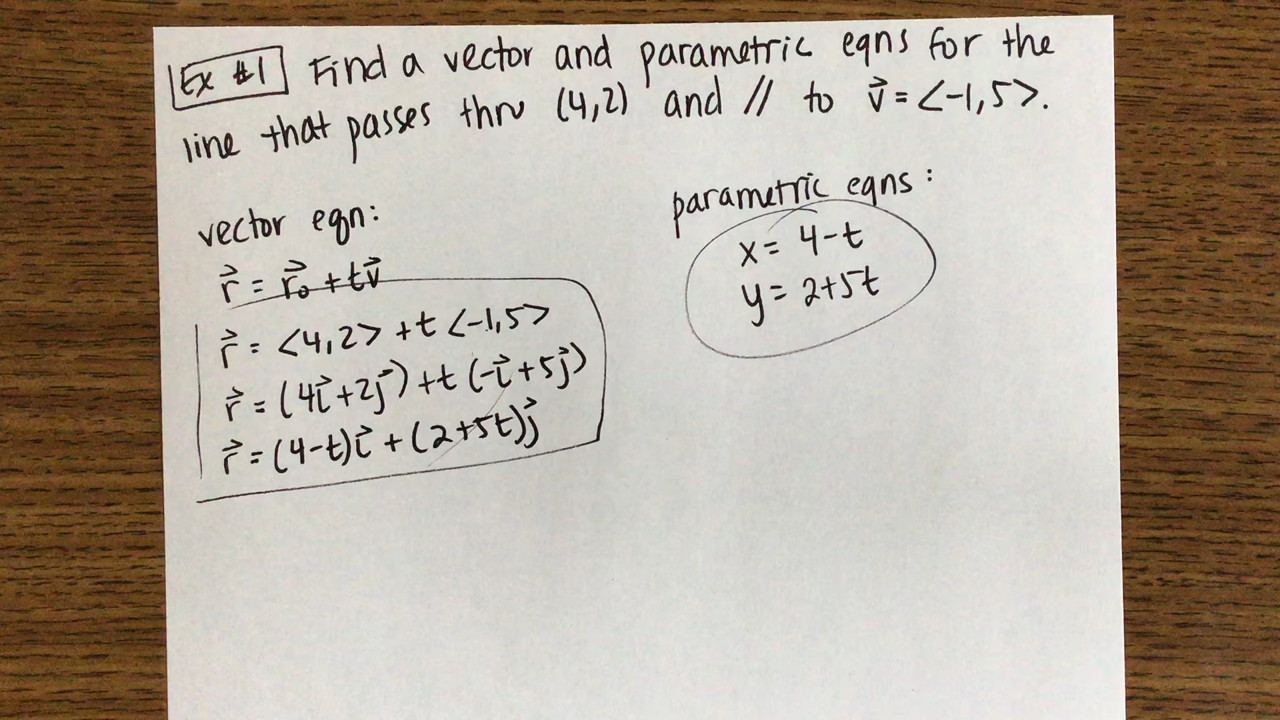 Ex #1 Find a vector and parametric eqns for the
line that passes thru (4,2) and // to v⃗ = <-1,5>.
vector eqn:
r⃗ = r⃗₀ + tv⃗
r⃗ = <4,2> + t <-1,5>
r⃗ = (4i⃗+2j⃗) + t (-i⃗+5j⃗)
r⃗ = (4-t)i⃗ + (2+5t)j⃗
parametric eqns:
x = 4-t
y = 2+5t